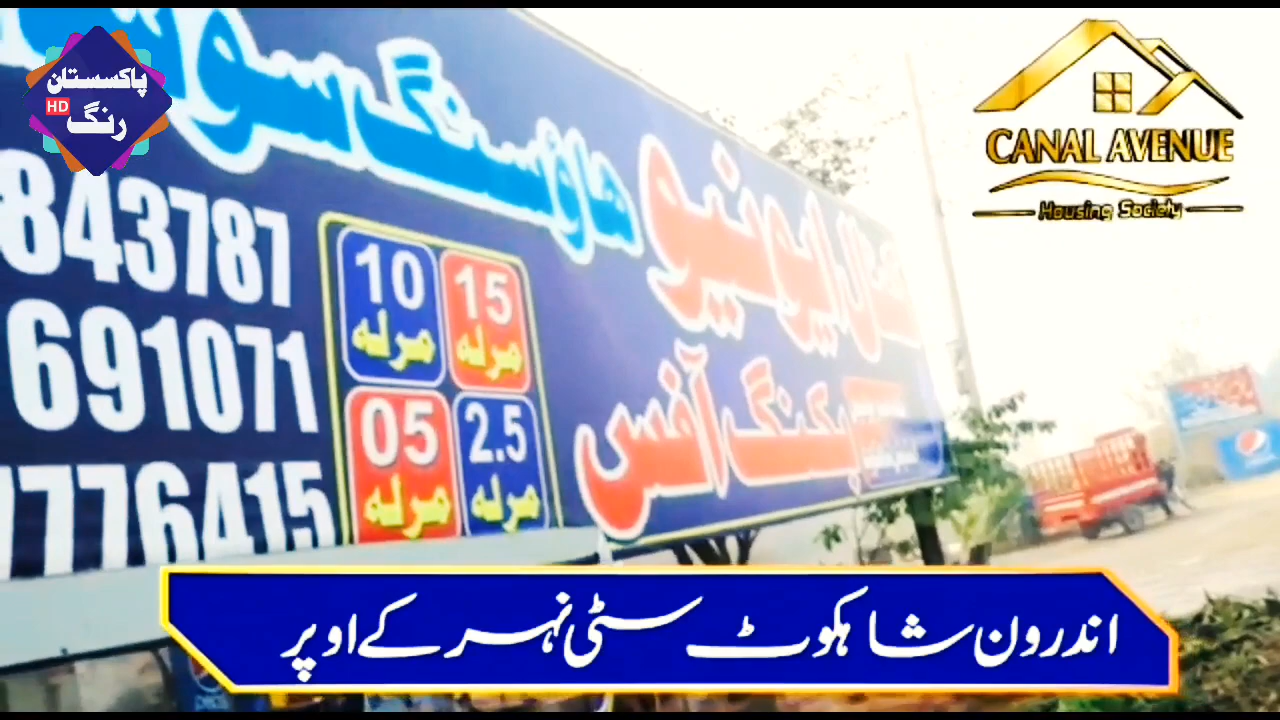 پاکستان
HD
رنگ
CANAL AVENUE
Housing Society
کینال ایونیو ہاؤسنگ سو
بکنگ آفس
843787
691071
7776415
10
مرلہ
15
مرلہ
05
مرلہ
2.5
مرلہ
اندرون شاہکوٹ سٹی نہر کے اوپر